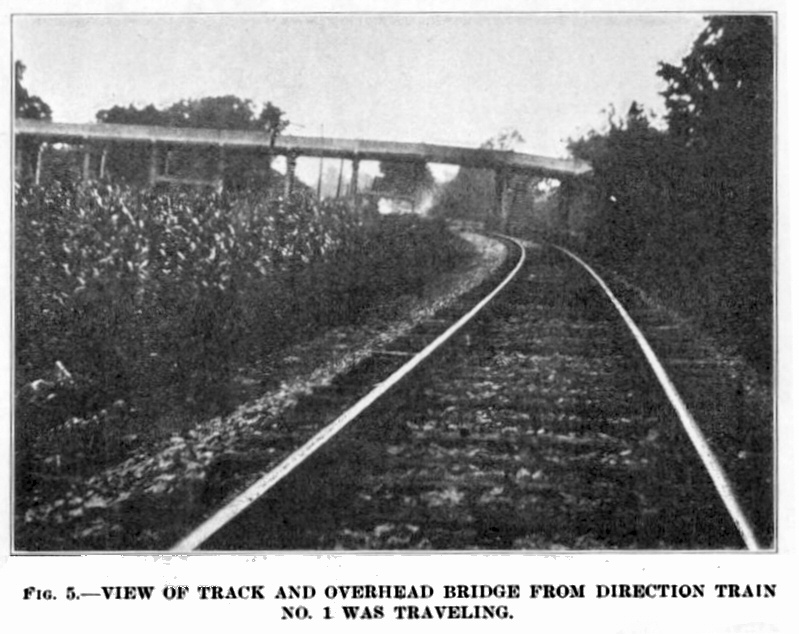 FIG. 5.—VIEW OF TRACK AND OVERHEAD BRIDGE FROM DIRECTION TRAIN
NO. 1 WAS TRAVELING.